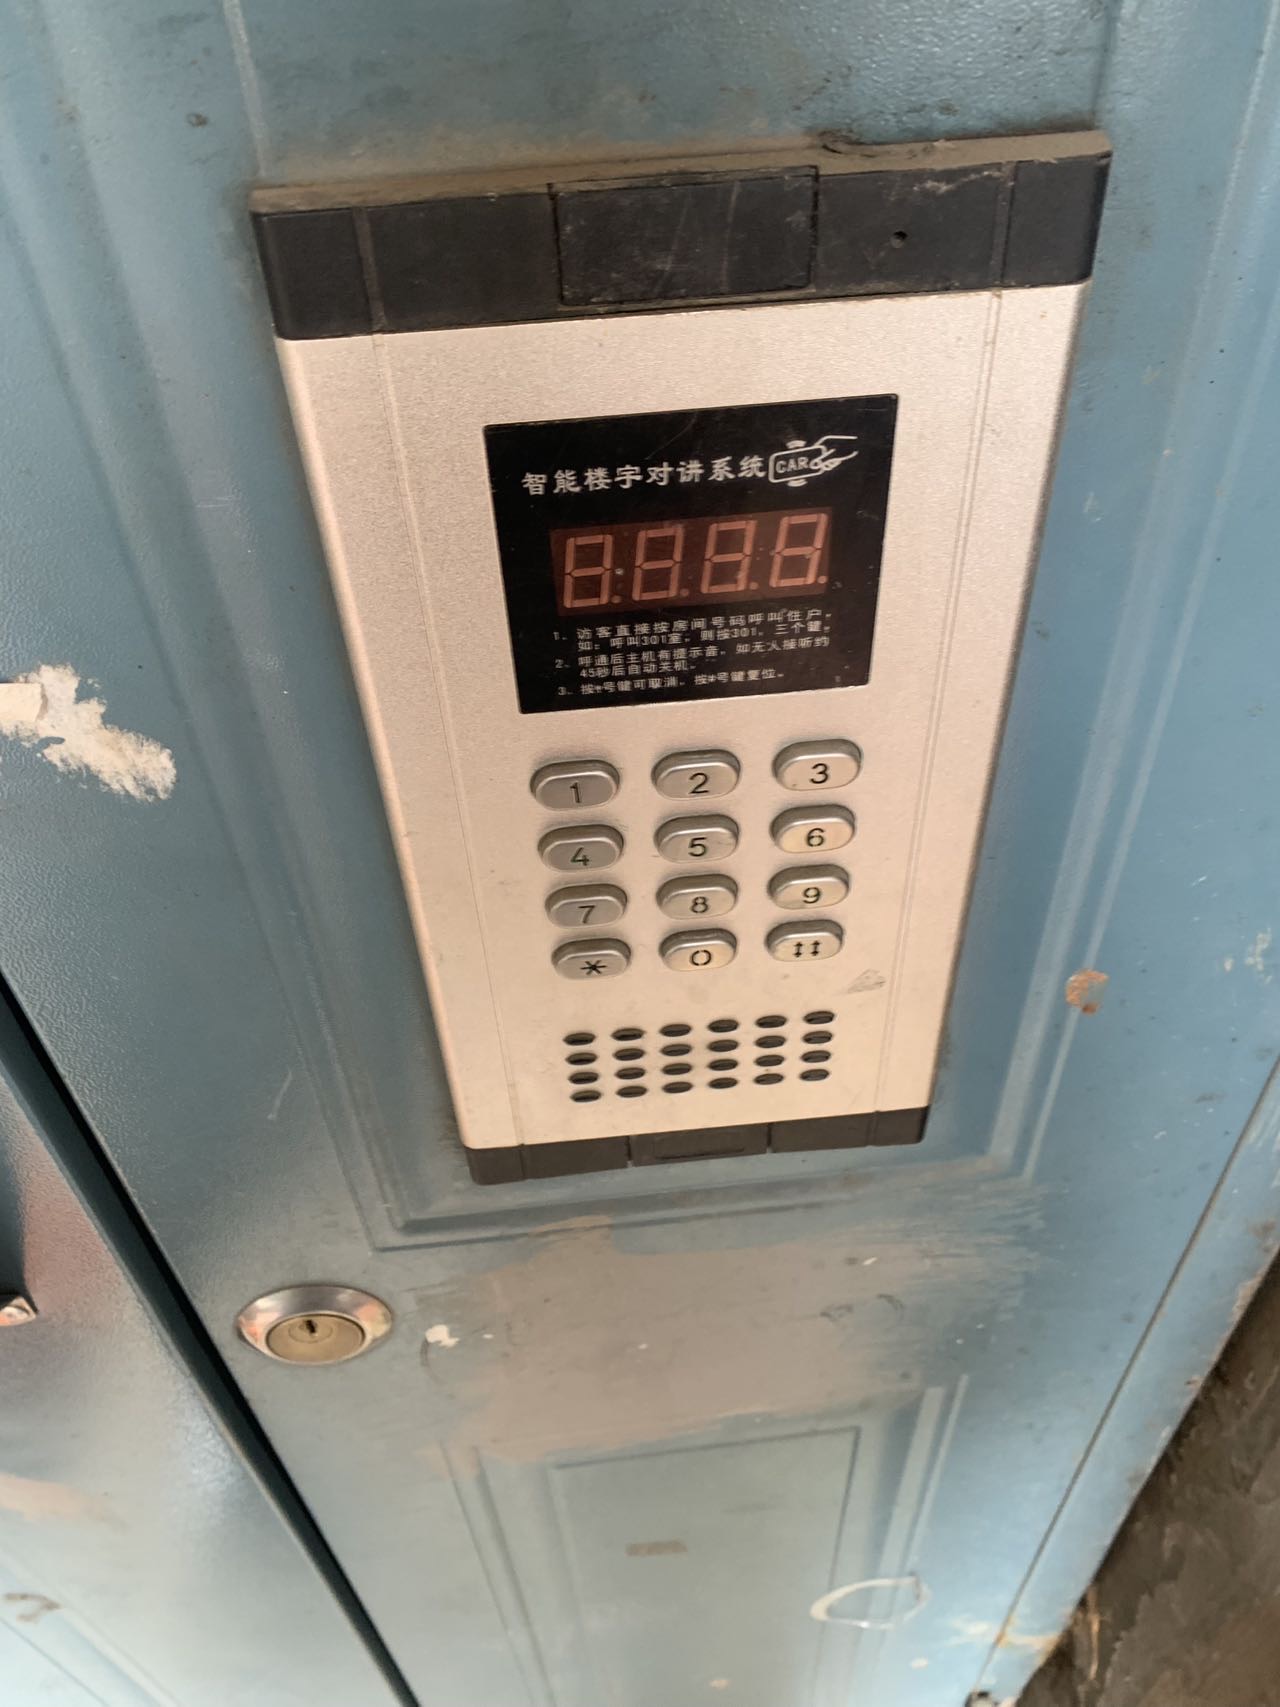 智能楼宇对讲系统 CARD
1、访客直接按房间号码呼叫住户。
如：呼叫301室，则按301，三个键。
2、呼通后主机有提示音，如无人接听约
45秒后自动关机。
3、按*号键可取消，按#号键复位。
1 2 3
4 5 6
7 8 9
* 0